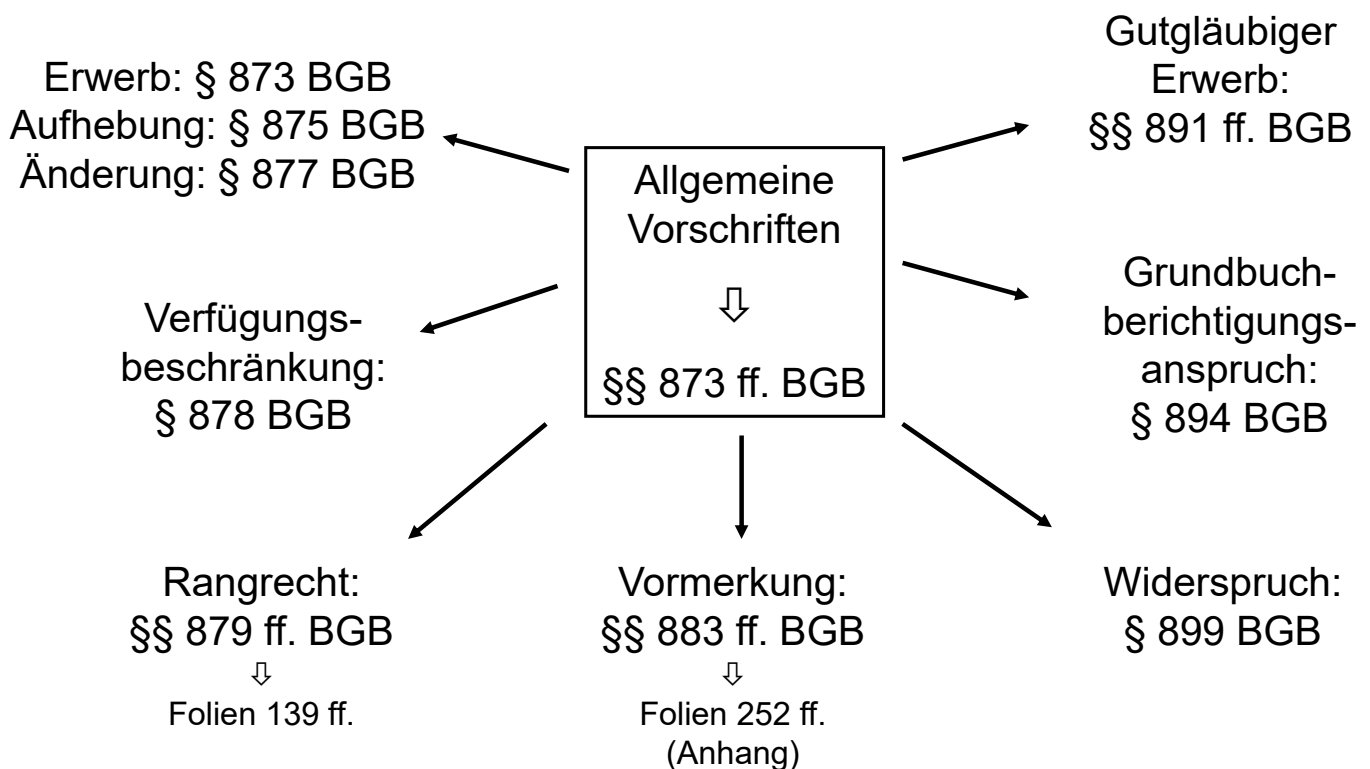 Erwerb: § 873 BGB
Aufhebung: § 875 BGB
Änderung: § 877 BGB
Gutgläubiger
Erwerb:
§§ 891 ff. BGB
Allgemeine
Vorschriften
⇩
§§ 873 ff. BGB
Verfügungs-
beschränkung:
§ 878 BGB
Grundbuch-
berichtigungs-
anspruch:
§ 894 BGB
Rangrecht:
§§ 879 ff. BGB
⇩
Folien 139 ff.
Vormerkung:
§§ 883 ff. BGB
⇩
Folien 252 ff.
(Anhang)
Widerspruch:
§ 899 BGB